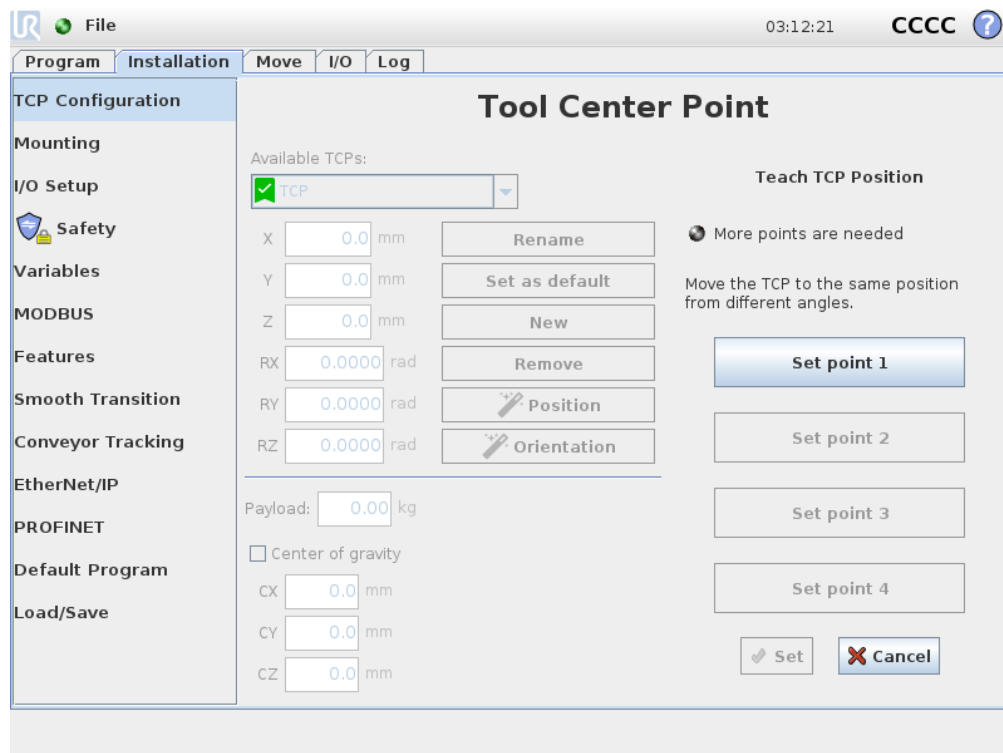 UR File 03:12:21 CCCC ?
Program Installation Move I/O Log
TCP Configuration
Mounting
I/O Setup
Safety
Variables
MODBUS
Features
Smooth Transition
Conveyor Tracking
EtherNet/IP
PROFINET
Default Program
Load/Save
Tool Center Point
Available TCPs:
TCP
X 0.0 mm Rename
Y 0.0 mm Set as default
Z 0.0 mm New
RX 0.0000 rad Remove
RY 0.0000 rad Position
RZ 0.0000 rad Orientation
Payload: 0.00 kg
Center of gravity
CX 0.0 mm
CY 0.0 mm
CZ 0.0 mm
Teach TCP Position
More points are needed
Move the TCP to the same position
from different angles.
Set point 1
Set point 2
Set point 3
Set point 4
Set Cancel